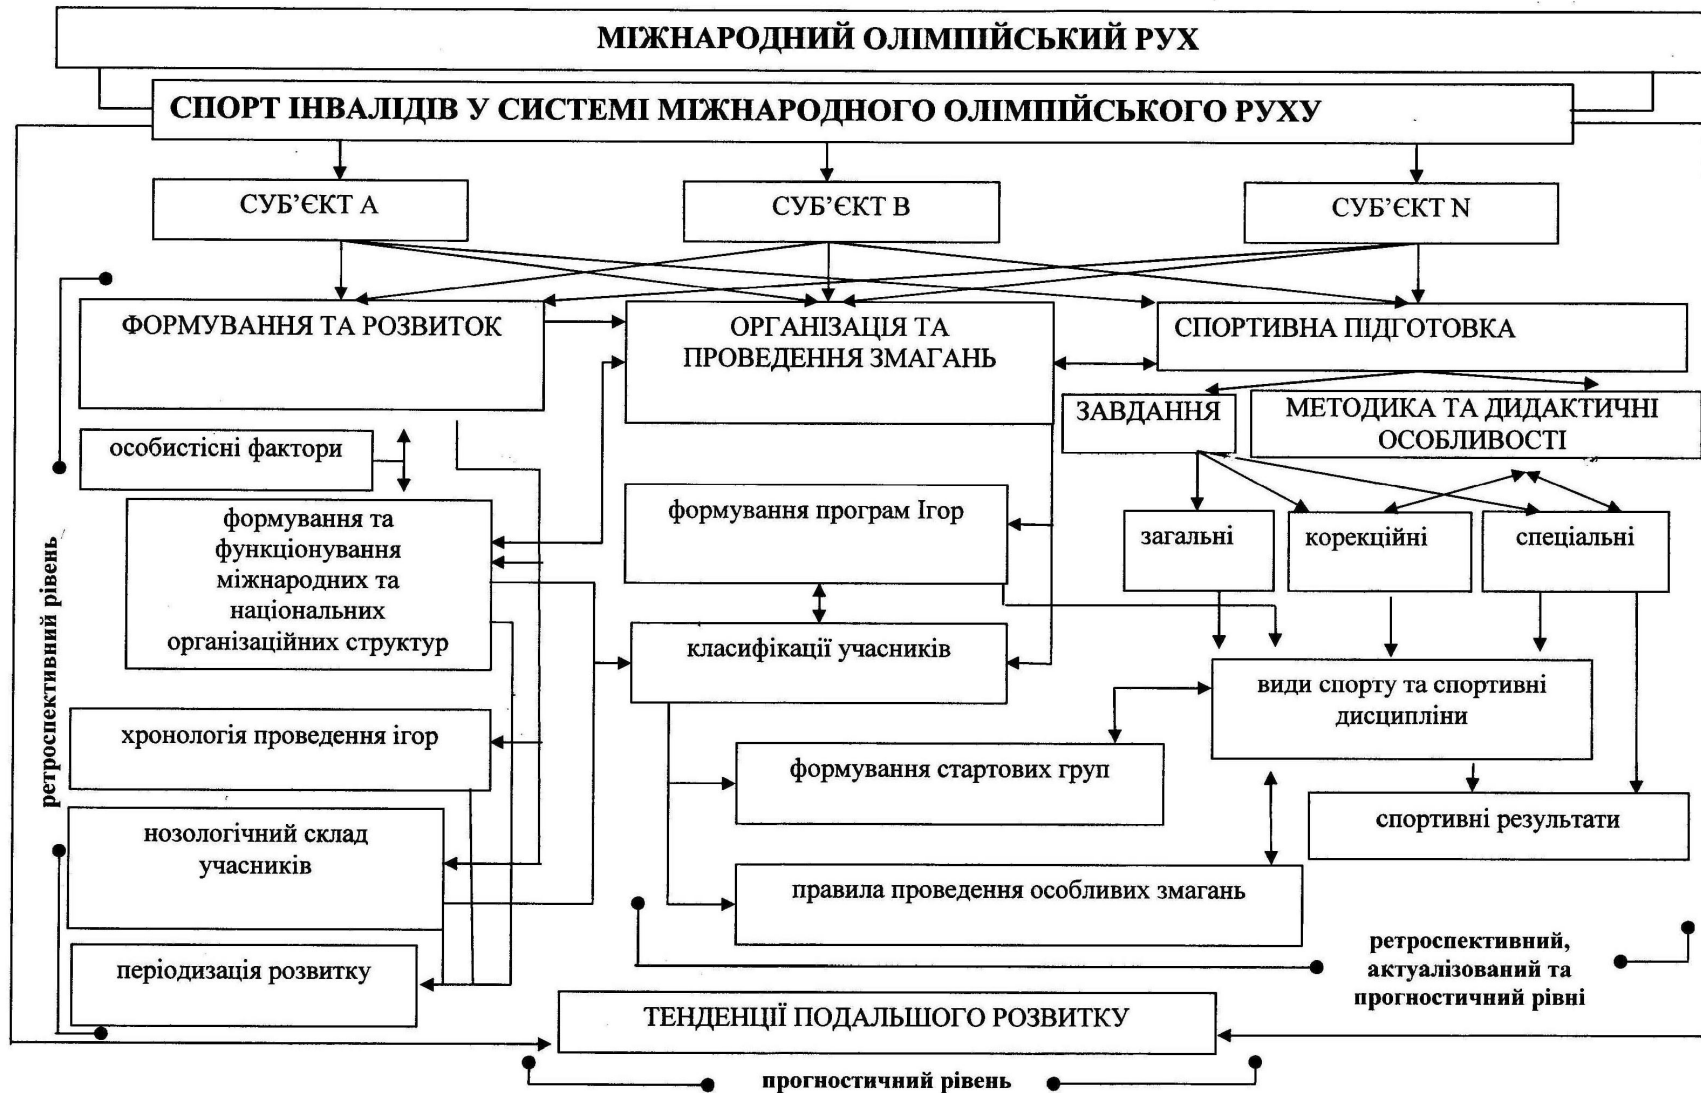 МІЖНАРОДНИЙ ОЛІМПІЙСЬКИЙ РУХ
СПОРТ ІНВАЛІДІВ У СИСТЕМІ МІЖНАРОДНОГО ОЛІМПІЙСЬКОГО РУХУ
СУБ’ЄКТ А
СУБ’ЄКТ В
СУБ’ЄКТ N
ФОРМУВАННЯ ТА РОЗВИТОК
ОРГАНІЗАЦІЯ ТА
ПРОВЕДЕННЯ ЗМАГАНЬ
СПОРТИВНА ПІДГОТОВКА
ЗАВДАННЯ
МЕТОДИКА ТА ДИДАКТИЧНІ
ОСОБЛИВОСТІ
особистісні фактори
формування та
функціонування
міжнародних та
національних
організаційних структур
формування програм Ігор
загальні
корекційні
спеціальні
класифікації учасників
види спорту та спортивні
дисципліни
хронологія проведення ігор
формування стартових груп
спортивні результати
нозологічний склад
учасників
правила проведення особливих змагань
періодизація розвитку
ретроспективний рівень
ретроспективний,
актуалізований та
прогностичний рівні
ТЕНДЕНЦІЇ ПОДАЛЬШОГО РОЗВИТКУ
прогностичний рівень